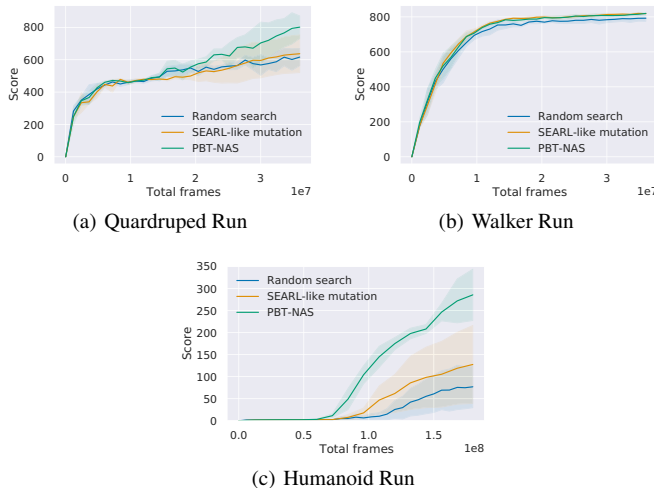 800
600
400
200
0
Score
Random search
SEARL-like mutation
PBT-NAS
0 1 2 3
Total frames 1e7
(a) Quardruped Run
800
600
400
200
0
Score
Random search
SEARL-like mutation
PBT-NAS
0 1 2 3
Total frames 1e7
(b) Walker Run
350
300
250
200
150
100
50
0
Score
Random search
SEARL-like mutation
PBT-NAS
0.0 0.5 1.0 1.5
Total frames 1e8
(c) Humanoid Run